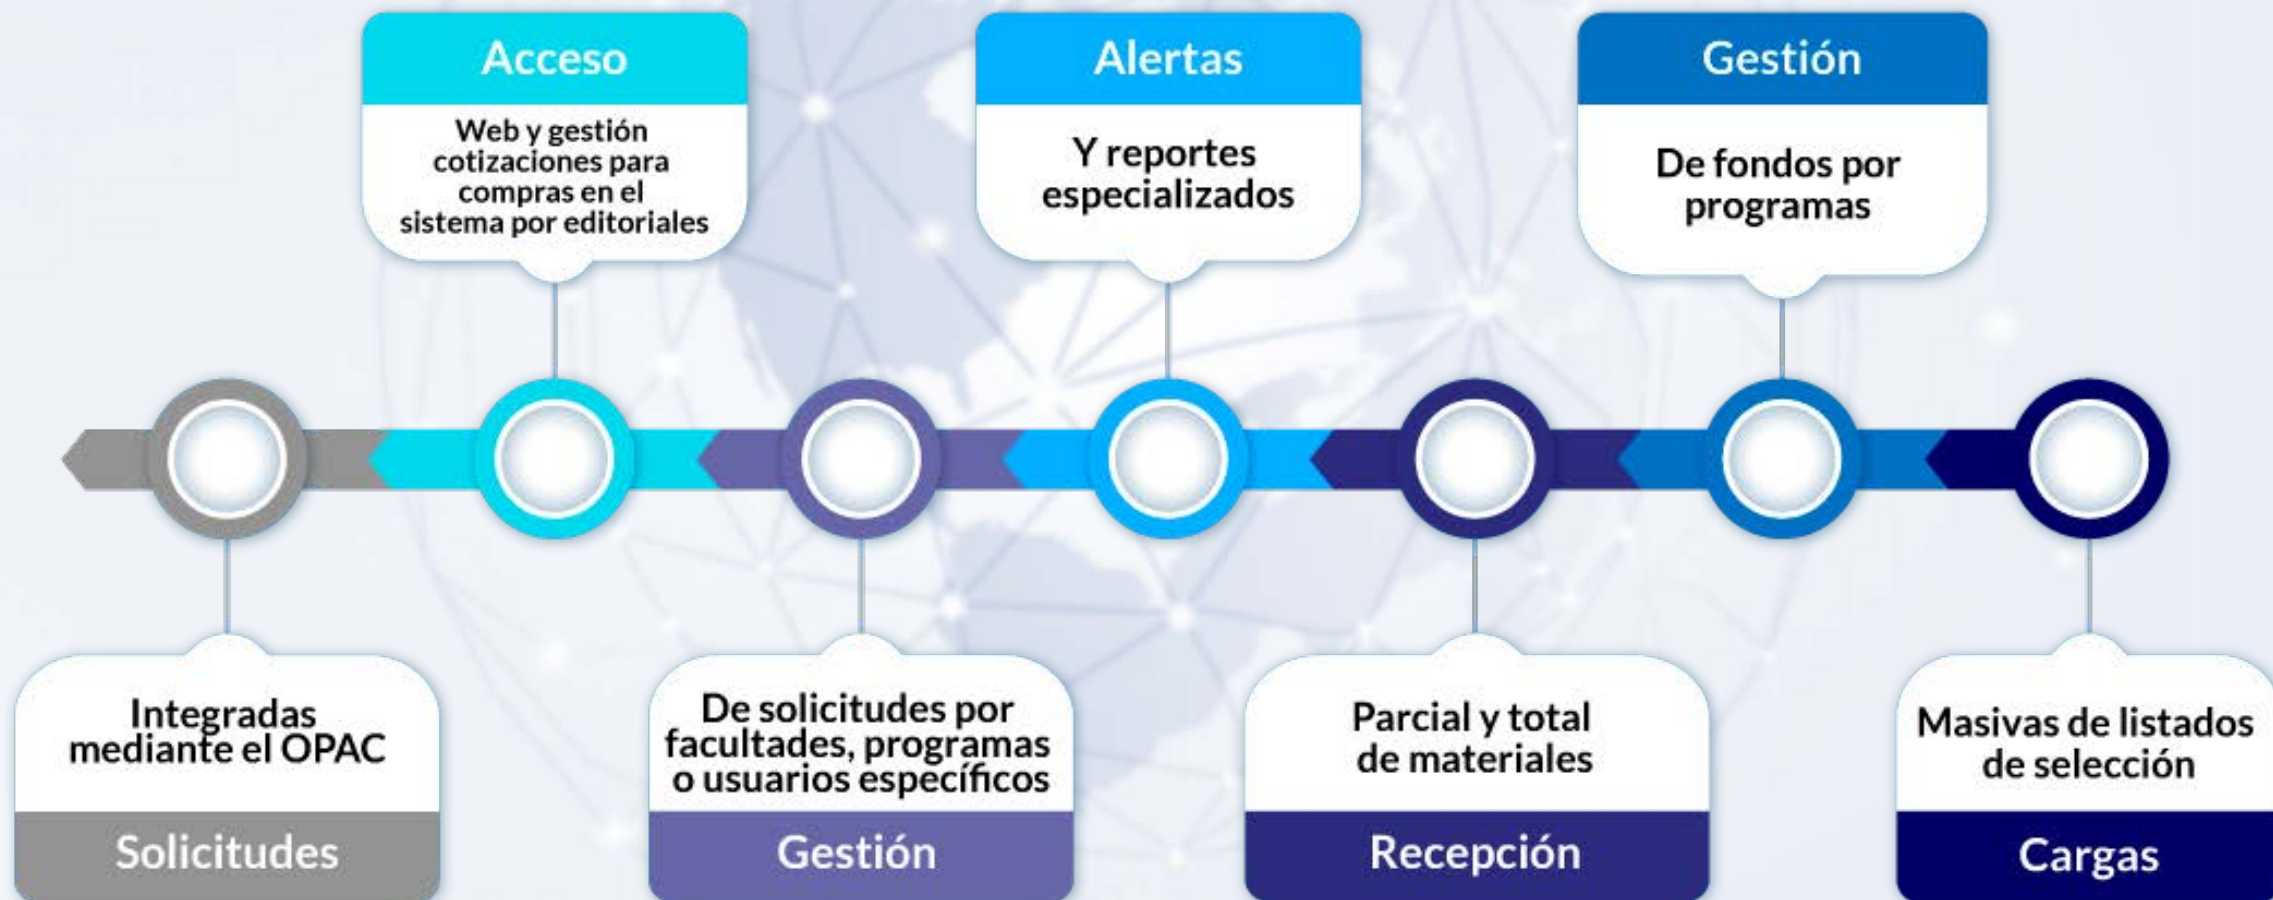 Acceso
Web y gestión
cotizaciones para
compras en el
sistema por editoriales
Alertas
Y reportes
especializados
Gestión
De fondos por
programas
Integradas
mediante el OPAC
Solicitudes
De solicitudes por
facultades, programas
o usuarios específicos
Gestión
Parcial y total
de materiales
Recepción
Masivas de listados
de selección
Cargas